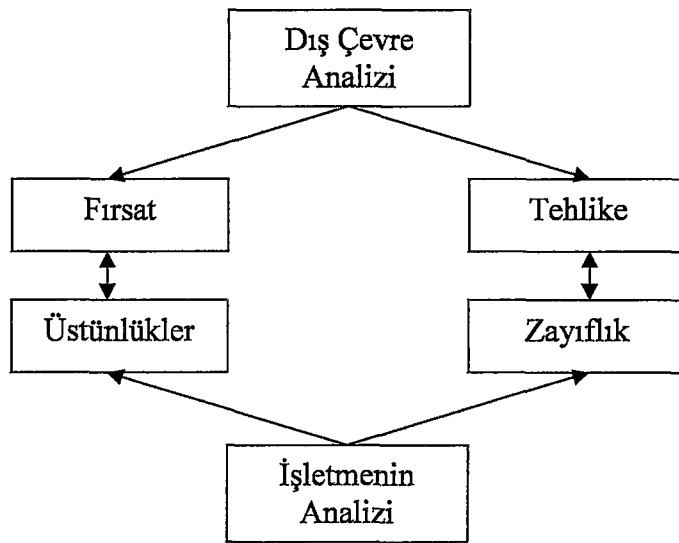 Dış Çevre
Analizi
Fırsat
Tehlike
Üstünlükler
Zayıflık
İşletmenin
Analizi